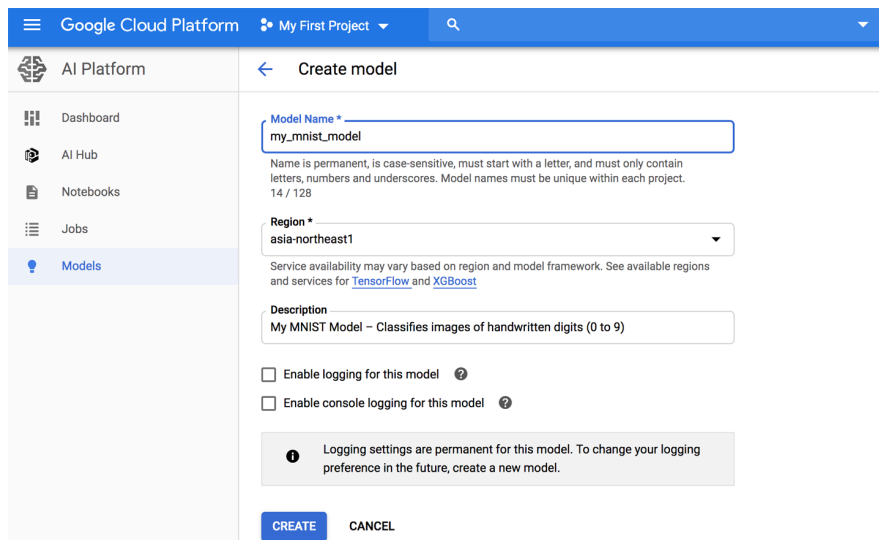 Google Cloud Platform My First Project
AI Platform
Create model
Dashboard
AI Hub
Notebooks
Jobs
Models
Model Name *
my_mnist_model
Name is permanent, is case-sensitive, must start with a letter, and must only contain
letters, numbers and underscores. Model names must be unique within each project.
14 / 128
Region *
asia-northeast1
Service availability may vary based on region and model framework. See available regions
and services for TensorFlow and XGBoost
Description
My MNIST Model – Classifies images of handwritten digits (0 to 9)
Enable logging for this model
Enable console logging for this model
Logging settings are permanent for this model. To change your logging
preference in the future, create a new model.
CREATE CANCEL